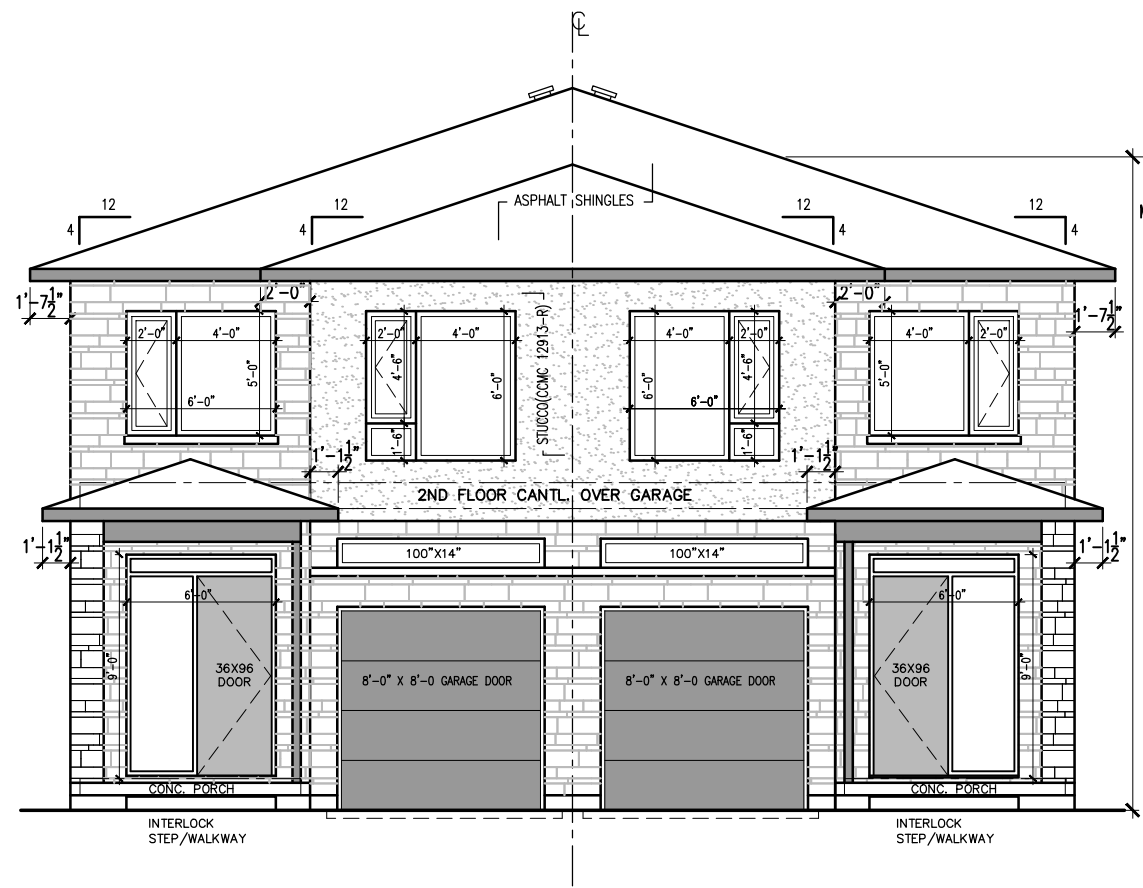 CL
ASPHALT SHINGLES
12
4
12
4
12
4
12
4
1'-7 1/2"
2'-0"
2'-0"
1'-7 1/2"
2'-0"
4'-0"
5'-0"
6'-0"
2'-0"
4'-0"
4'-6"
6'-0"
1'-6"
STUCCO(CCMC 12913-R)
4'-0"
2'-0"
6'-0"
4'-6"
6'-0"
1'-6"
4'-0"
2'-0"
5'-0"
6'-0"
1'-1 1/2"
1'-1 1/2"
2ND FLOOR CANTL. OVER GARAGE
1'-1 1/2"
100"X14"
100"X14"
1'-1 1/2"
6'-0"
9'-0"
36X96
DOOR
8'-0" X 8'-0 GARAGE DOOR
8'-0" X 8'-0 GARAGE DOOR
6'-0"
36X96
DOOR
9'-0"
CONC. PORCH
CONC. PORCH
INTERLOCK
STEP/WALKWAY
INTERLOCK
STEP/WALKWAY